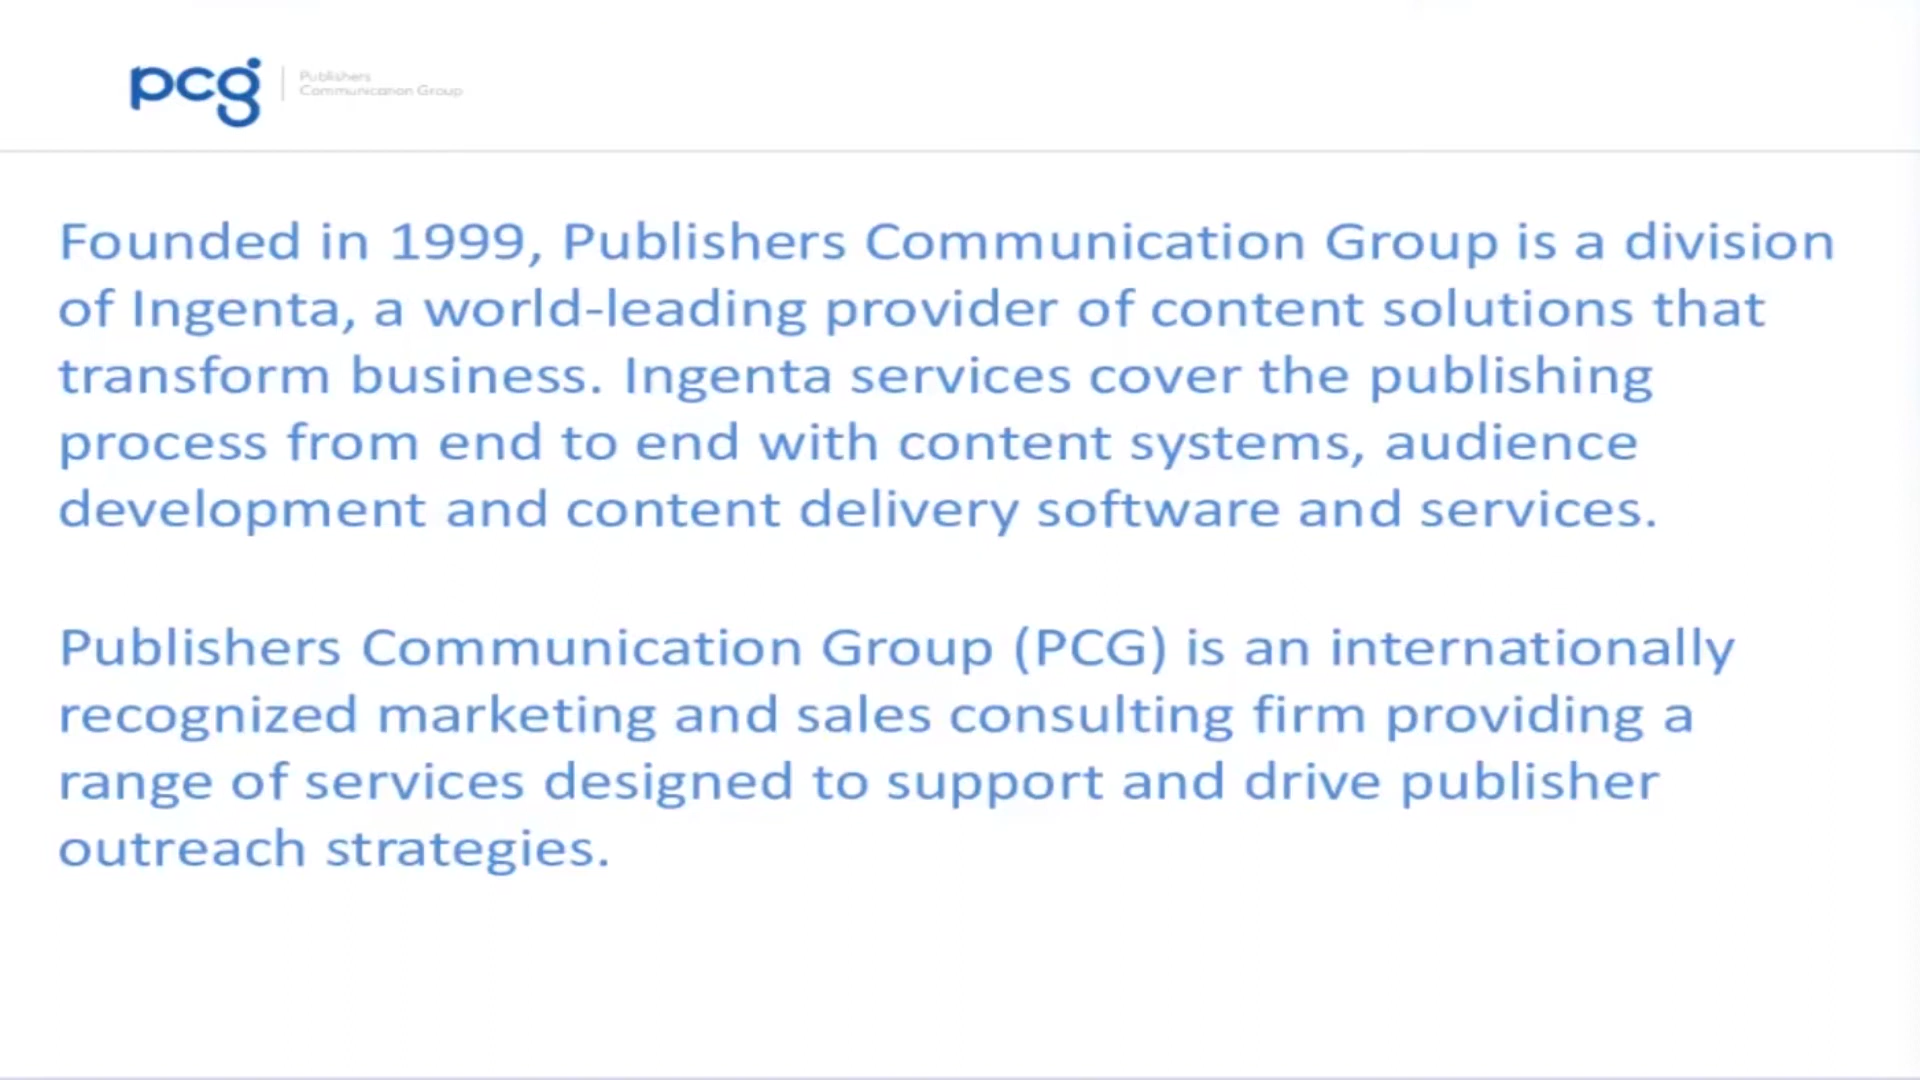 pcg
Publishers
Communication Group
Founded in 1999, Publishers Communication Group is a division
of Ingenta, a world-leading provider of content solutions that
transform business. Ingenta services cover the publishing
process from end to end with content systems, audience
development and content delivery software and services.
Publishers Communication Group (PCG) is an internationally
recognized marketing and sales consulting firm providing a
range of services designed to support and drive publisher
outreach strategies.